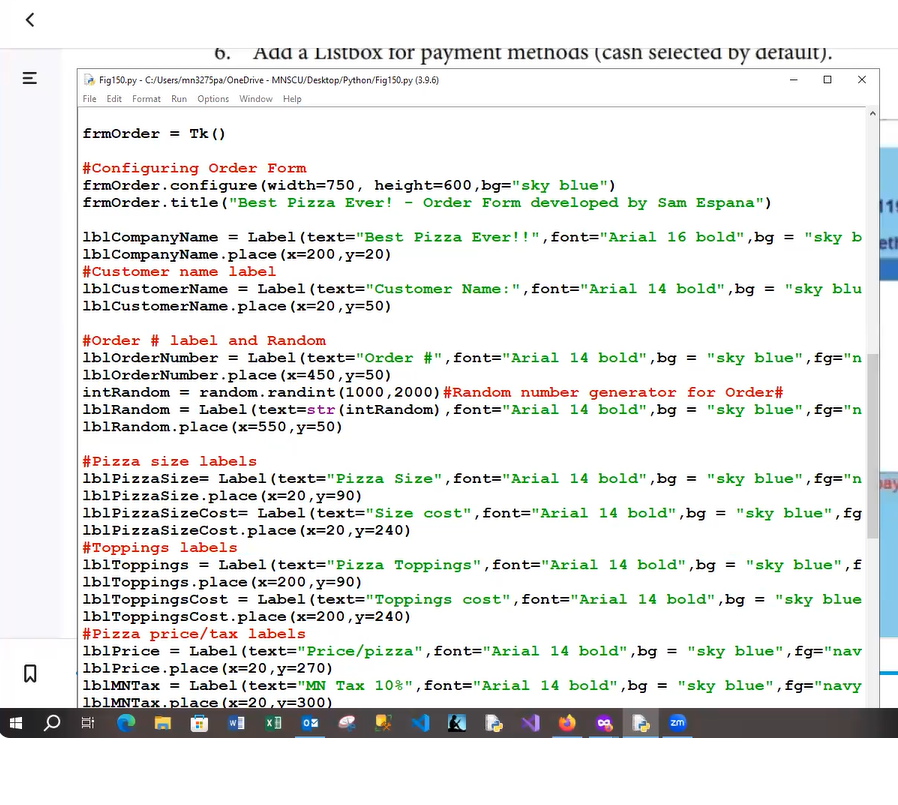 6. Add a Listbox for payment methods (cash selected by default).
Fig150.py - C:/Users/mn3275pa/OneDrive - MNSCU/Desktop/Python/Fig150.py (3.9.6)
File Edit Format Run Options Window Help
frmOrder = Tk()
#Configuring Order Form
frmOrder.configure(width=750, height=600,bg="sky blue")
frmOrder.title("Best Pizza Ever! - Order Form developed by Sam Espana")
lblCompanyName = Label(text="Best Pizza Ever!!",font="Arial 16 bold",bg = "sky b
lblCompanyName.place(x=200,y=20)
#Customer name label
lblCustomerName = Label(text="Customer Name:",font="Arial 14 bold",bg = "sky blu
lblCustomerName.place(x=20,y=50)
#Order # label and Random
lblOrderNumber = Label(text="Order #",font="Arial 14 bold",bg = "sky blue",fg="n
lblOrderNumber.place(x=450,y=50)
intRandom = random.randint(1000,2000)#Random number generator for Order#
lblRandom = Label(text=str(intRandom),font="Arial 14 bold",bg = "sky blue",fg="n
lblRandom.place(x=550,y=50)
#Pizza size labels
lblPizzaSize= Label(text="Pizza Size",font="Arial 14 bold",bg = "sky blue",fg="n
lblPizzaSize.place(x=20,y=90)
lblPizzaSizeCost= Label(text="Size cost",font="Arial 14 bold",bg = "sky blue",fg
lblPizzaSizeCost.place(x=20,y=240)
#Toppings labels
lblToppings = Label(text="Pizza Toppings",font="Arial 14 bold",bg = "sky blue",f
lblToppings.place(x=200,y=90)
lblToppingsCost = Label(text="Toppings cost",font="Arial 14 bold",bg = "sky blue
lblToppingsCost.place(x=200,y=240)
#Pizza price/tax labels
lblPrice = Label(text="Price/pizza",font="Arial 14 bold",bg = "sky blue",fg="nav
lblPrice.place(x=20,y=270)
lblMNTax = Label(text="MN Tax 10%",font="Arial 14 bold",bg = "sky blue",fg="navy
lblMNTax.place(x=20,y=300)
zm